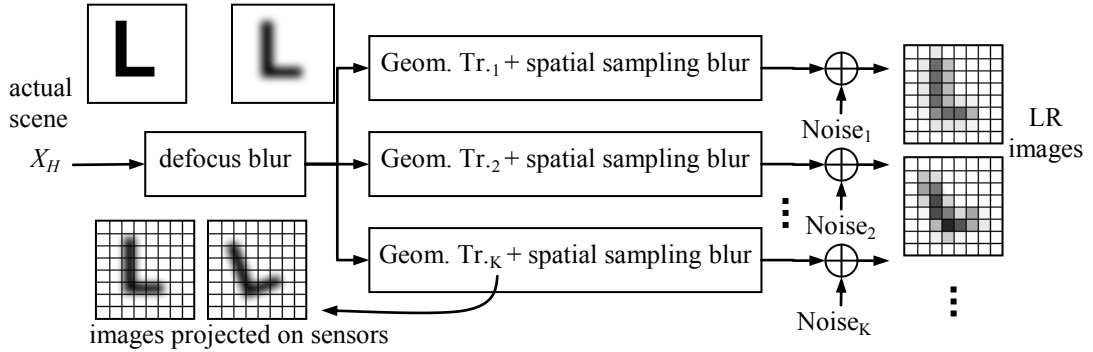 L
L
actual
scene
X_H
defocus blur
Geom. Tr.₁ + spatial sampling blur
Geom. Tr.₂ + spatial sampling blur
Geom. Tr.K + spatial sampling blur
Noise₁
Noise₂
NoiseK
LR
images
L
L
L
L
images projected on sensors